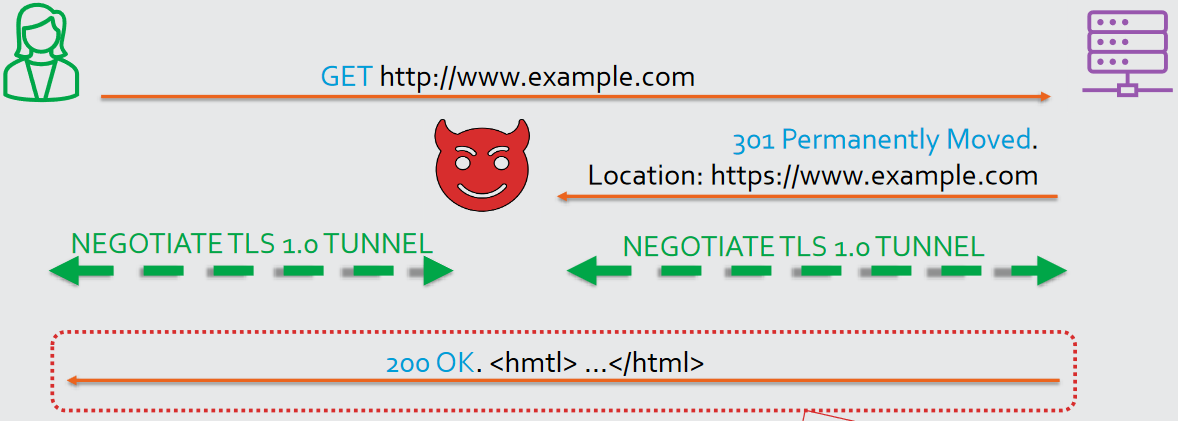 GET http://www.example.com
301 Permanently Moved.
Location: https://www.example.com
NEGOTIATE TLS 1.0 TUNNEL
NEGOTIATE TLS 1.0 TUNNEL
200 OK. <hmtl> ...</html>